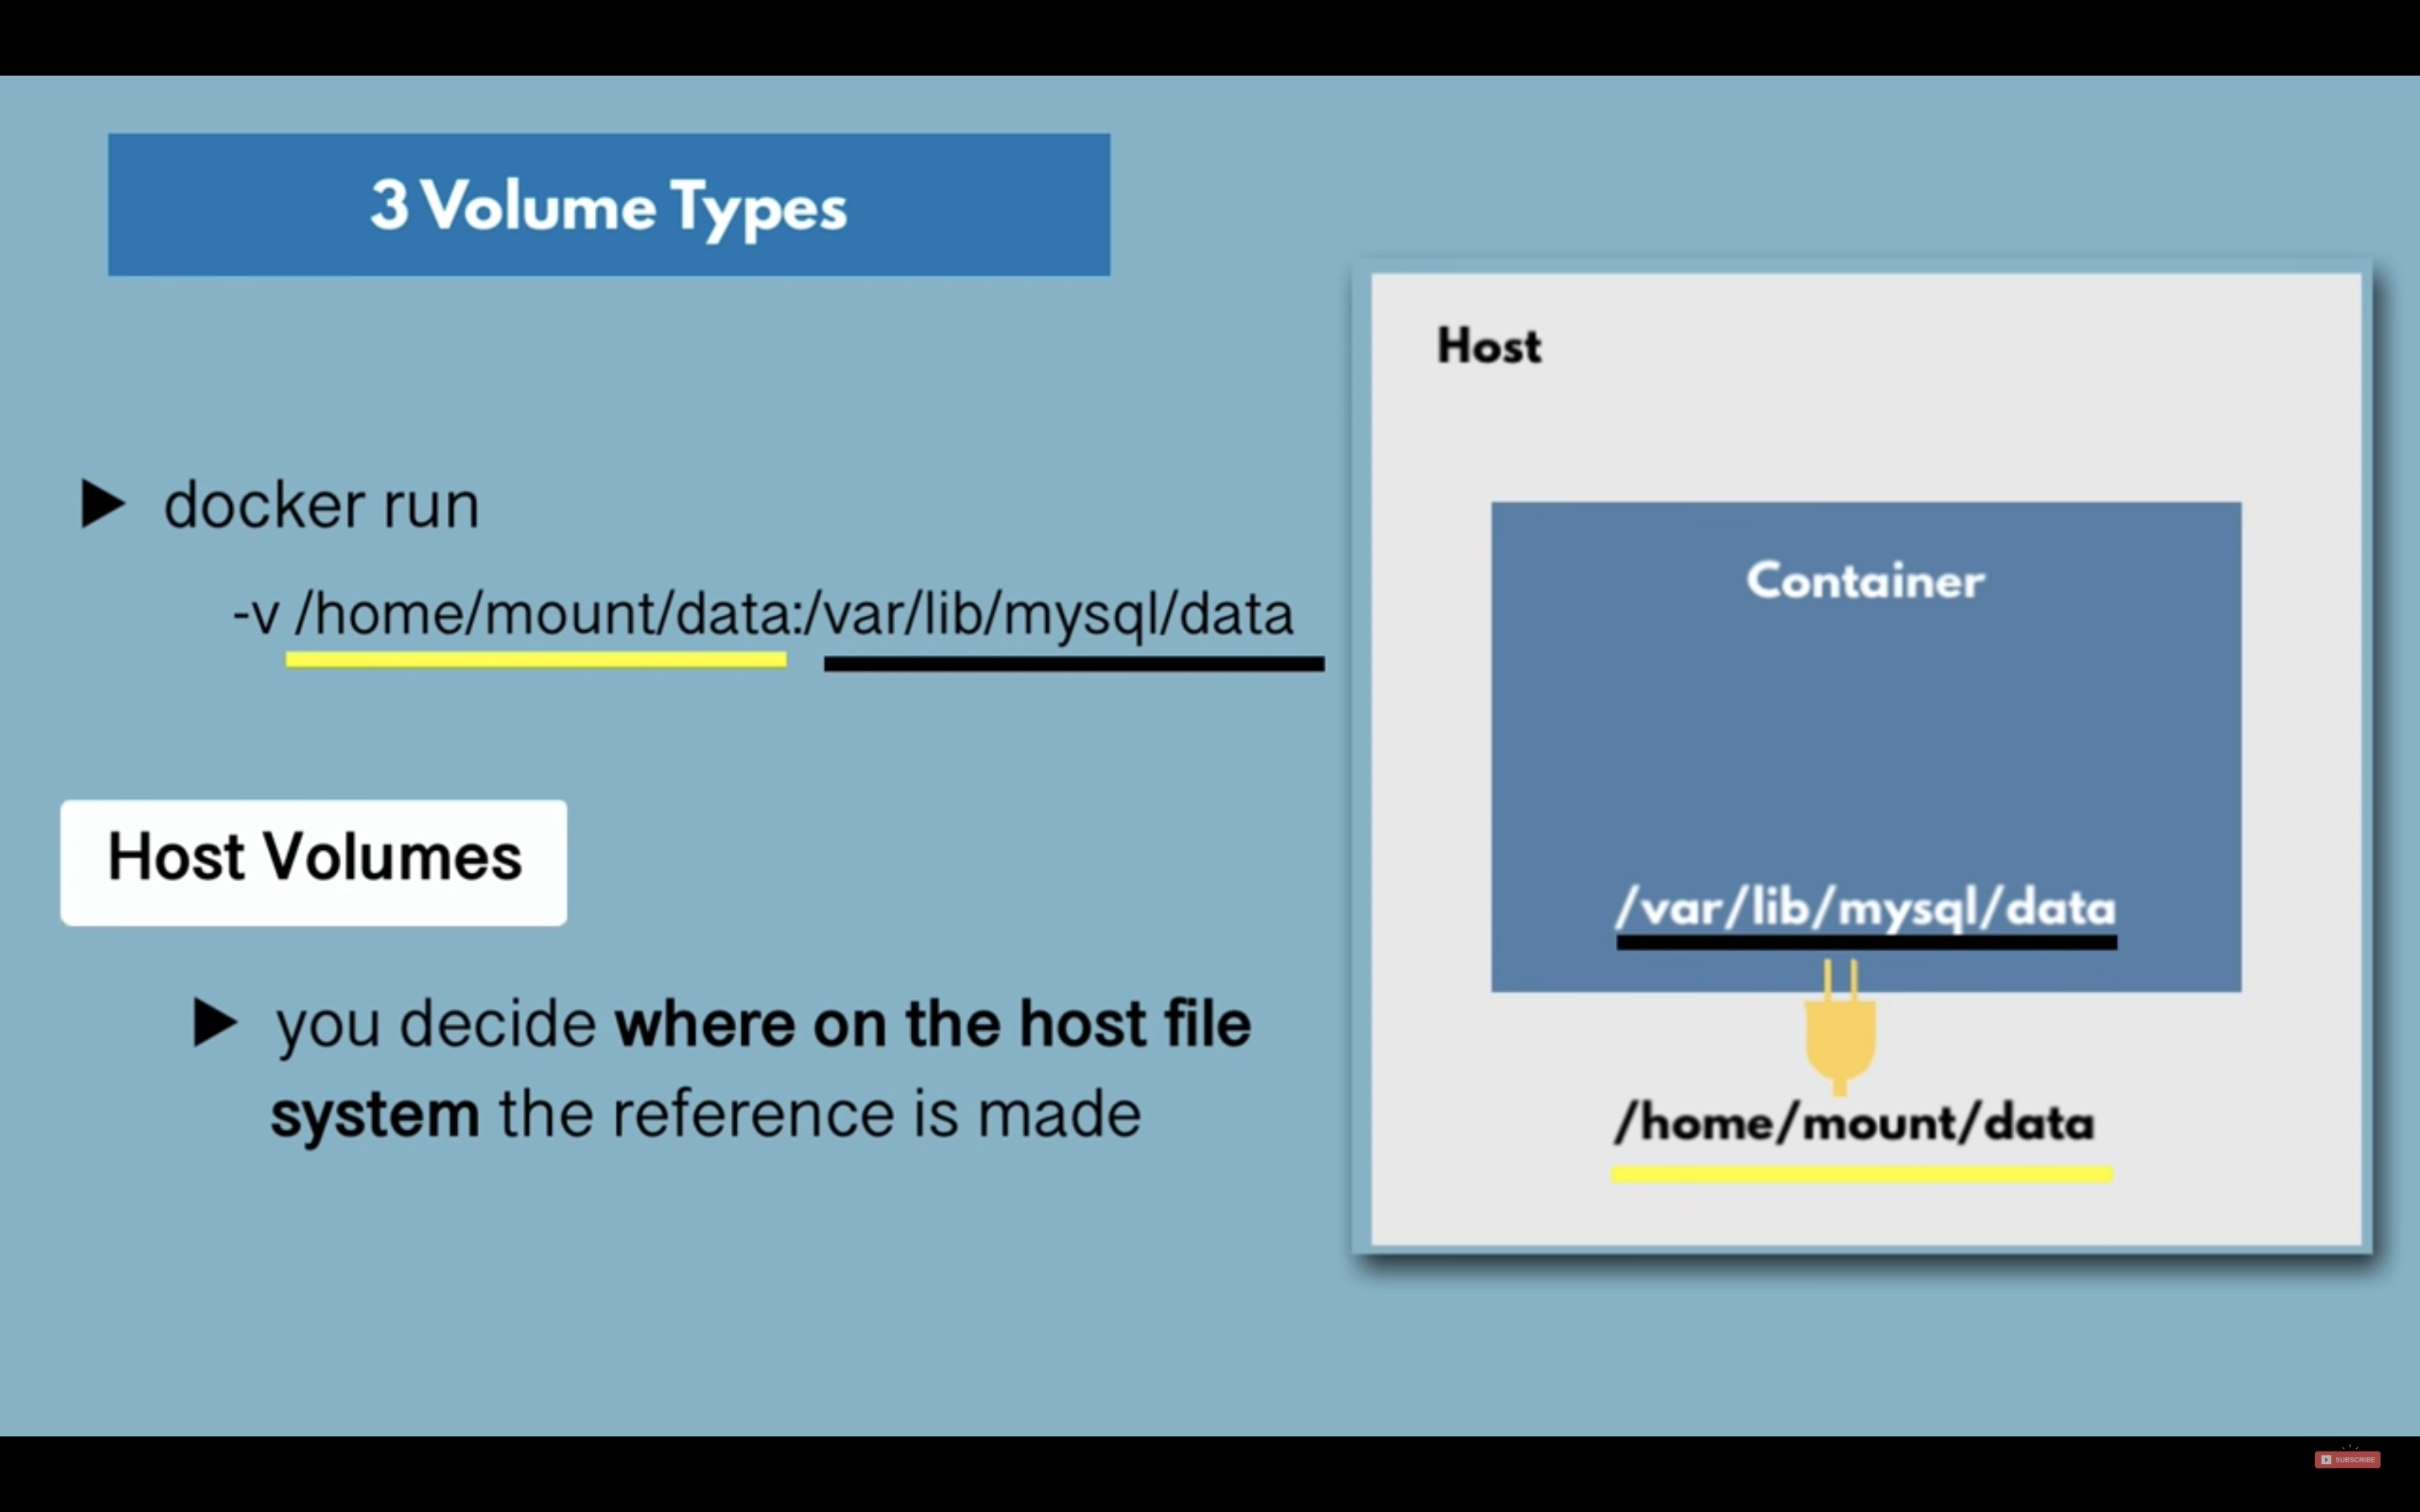 3 Volume Types
docker run
-v /home/mount/data:/var/lib/mysql/data
Host Volumes
you decide where on the host file
system the reference is made
Host
Container
/var/lib/mysql/data
/home/mount/data
SUBSCRIBE